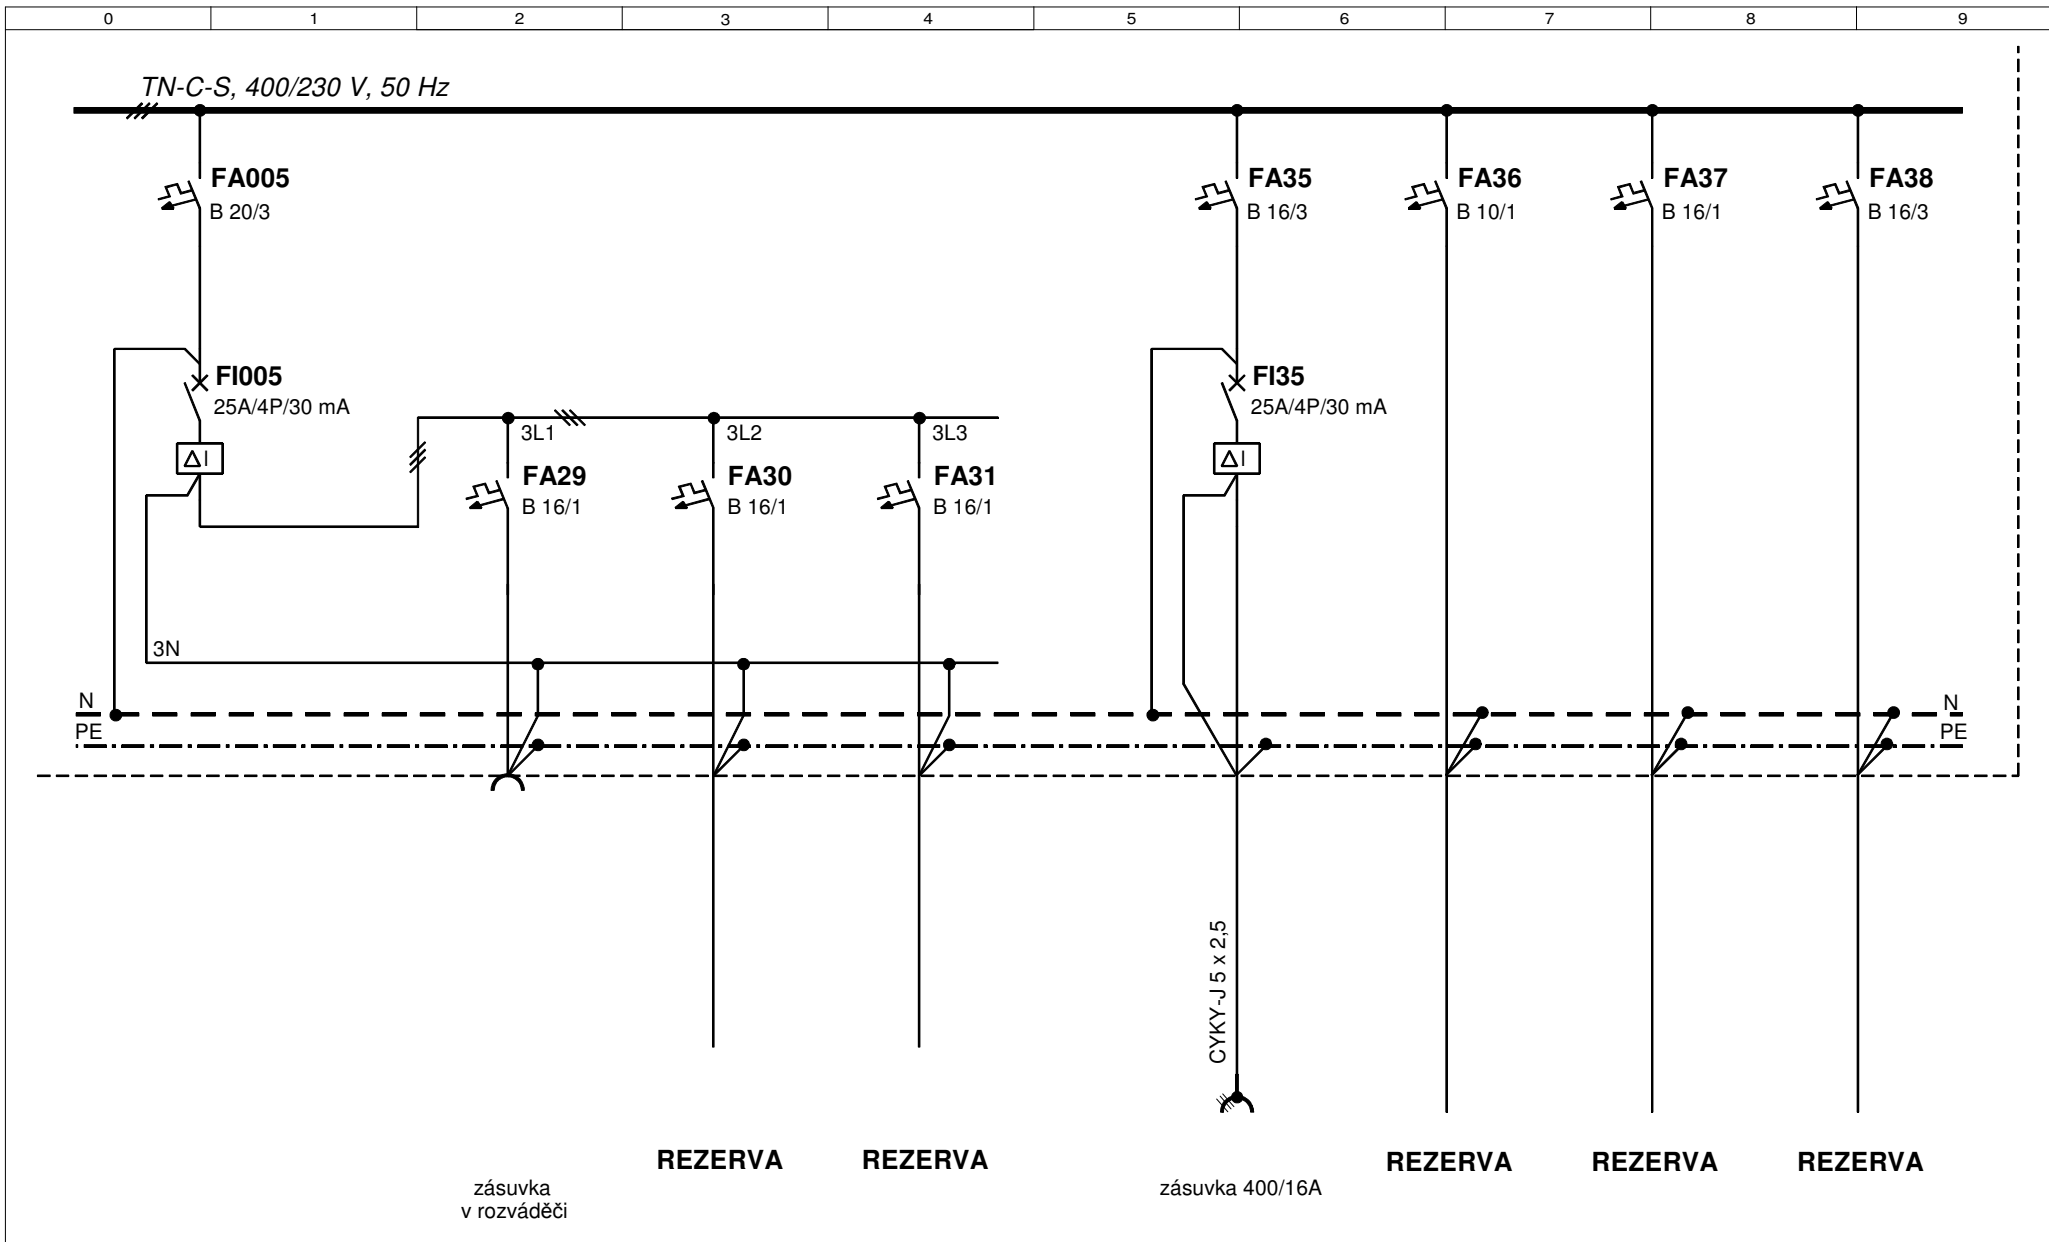 0 1 2 3 4 5 6 7 8 9
TN-C-S, 400/230 V, 50 Hz
FA005 FA35 FA36 FA37 FA38
B 20/3 B 16/3 B 10/1 B 16/1 B 16/3
FI005 FI35
25A/4P/30 mA 25A/4P/30 mA
3L1 3L2 3L3
Δ I Δ I
FA29 FA30 FA31
B 16/1 B 16/1 B 16/1
3N
N N
PE PE
CYKY-J 5 x 2,5
REZERVA REZERVA REZERVA REZERVA REZERVA
zásuvka zásuvka 400/16A
v rozváděči